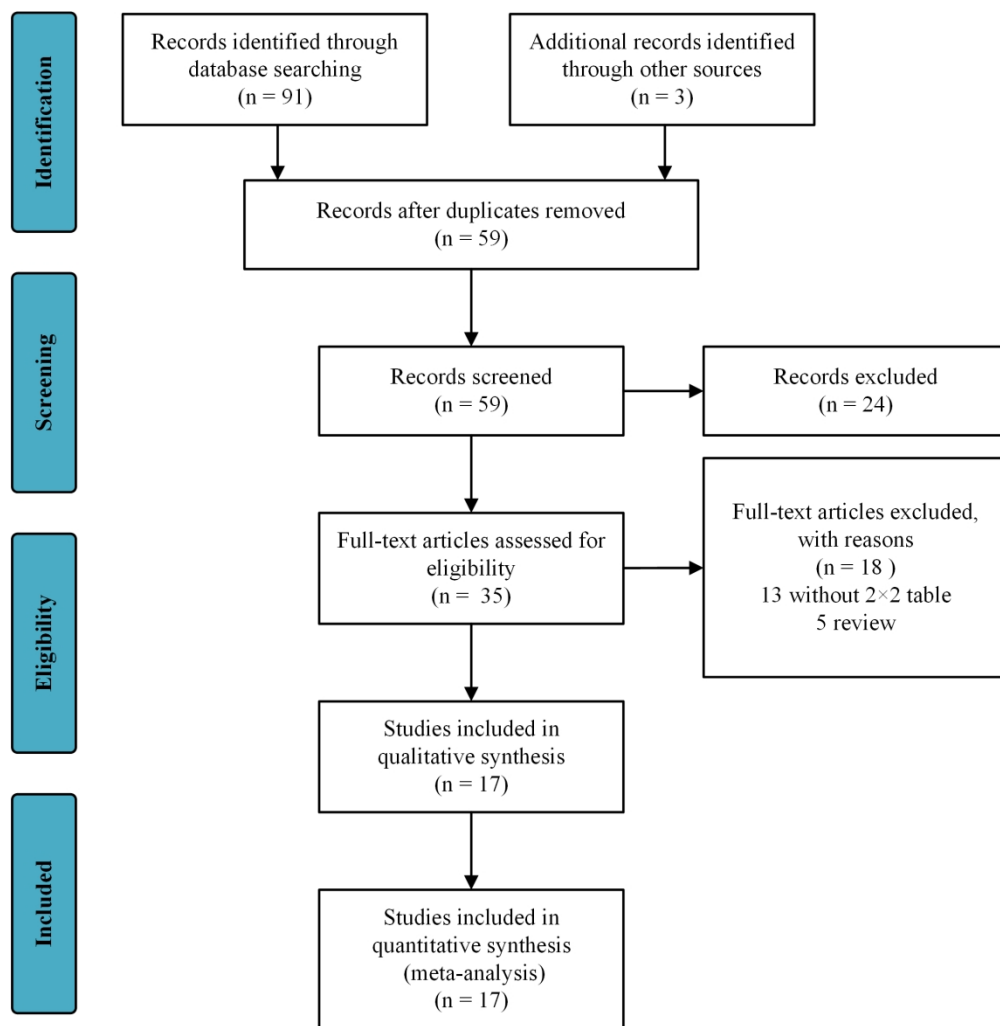 Identification
Records identified through
database searching
(n = 91)
Additional records identified
through other sources
(n = 3)
Records after duplicates removed
(n = 59)
Screening
Records screened
(n = 59)
Records excluded
(n = 24)
Eligibility
Full-text articles assessed for
eligibility
(n = 35)
Full-text articles excluded,
with reasons
(n = 18 )
13 without 2×2 table
5 review
Studies included in
qualitative synthesis
(n = 17)
Included
Studies included in
quantitative synthesis
(meta-analysis)
(n = 17)